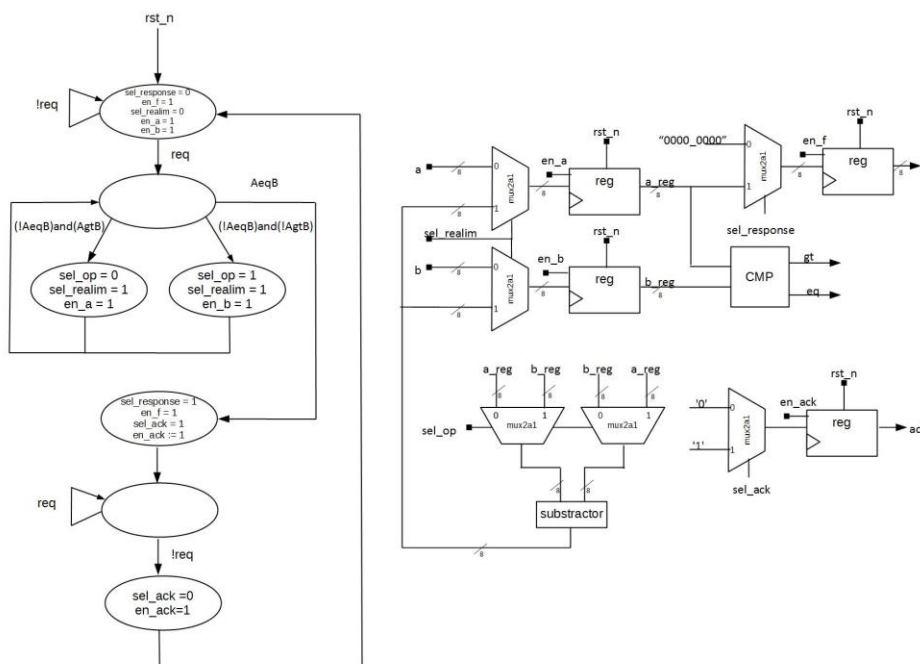 rst_n
sel_response = 0
en_f = 1
sel_realim = 0
en_a = 1
en_b = 1
!req
req
AeqB
(!AeqB)and(AgtB)
(!AeqB)and(!AgtB)
sel_op = 0
sel_realim = 1
en_a = 1
sel_op = 1
sel_realim = 1
en_b = 1
sel_response = 1
en_f = 1
sel_ack = 1
en_ack := 1
req
!req
sel_ack =0
en_ack=1
a
8
0
1
8
mux2a1
8
en_a
rst_n
reg
a_reg
8
"0000_0000"
8
0
1
mux2a1
sel_response
8
en_f
rst_n
reg
8
sel_realim
b
8
0
1
8
mux2a1
8
en_b
rst_n
reg
b_reg
8
CMP
gt
eq
a_reg
b_reg
b_reg
a_reg
8
8
8
8
0
1
mux2a1
0
1
mux2a1
sel_op
8
8
substractor
8
'0'
'1'
0
1
mux2a1
sel_ack
en_ack
rst_n
reg
ac